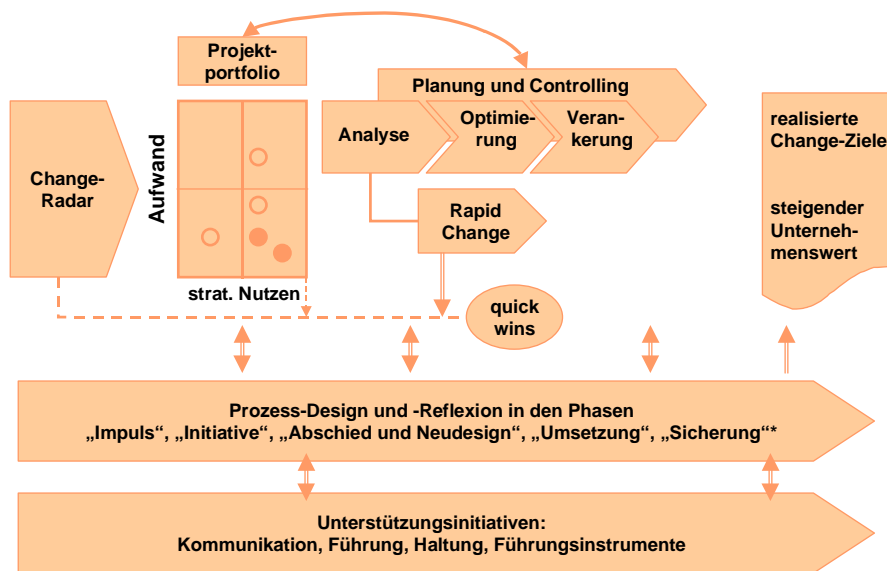 Projekt-
portfolio
Planung und Controlling
Change-
Radar
Aufwand
strat. Nutzen
Analyse
Optimie-
rung
Veran-
kerung
Rapid
Change
quick
wins
realisierte
Change-Ziele
steigender
Unterneh-
menswert
Prozess-Design und -Reflexion in den Phasen
„Impuls“, „Initiative“, „Abschied und Neudesign“, „Umsetzung“, „Sicherung“*
Unterstützungsinitiativen:
Kommunikation, Führung, Haltung, Führungsinstrumente